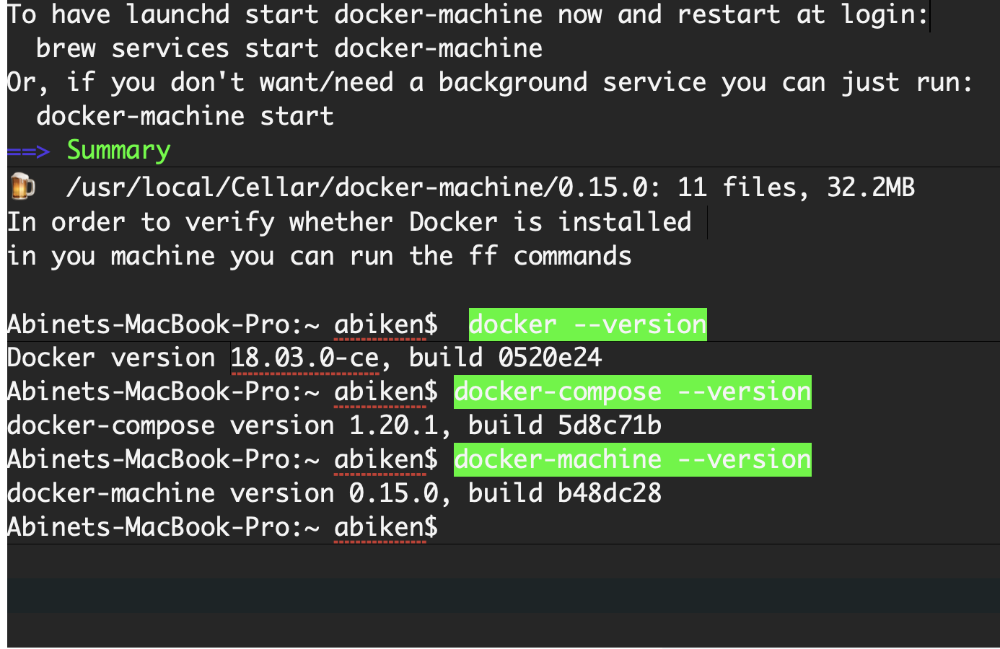 To have launchd start docker-machine now and restart at login:
  brew services start docker-machine
Or, if you don't want/need a background service you can just run:
  docker-machine start
==> Summary
🍺  /usr/local/Cellar/docker-machine/0.15.0: 11 files, 32.2MB
In order to verify whether Docker is installed
in you machine you can run the ff commands
Abinets-MacBook-Pro:~ abiken$  docker --version
Docker version 18.03.0-ce, build 0520e24
Abinets-MacBook-Pro:~ abiken$ docker-compose --version
docker-compose version 1.20.1, build 5d8c71b
Abinets-MacBook-Pro:~ abiken$ docker-machine --version
docker-machine version 0.15.0, build b48dc28
Abinets-MacBook-Pro:~ abiken$